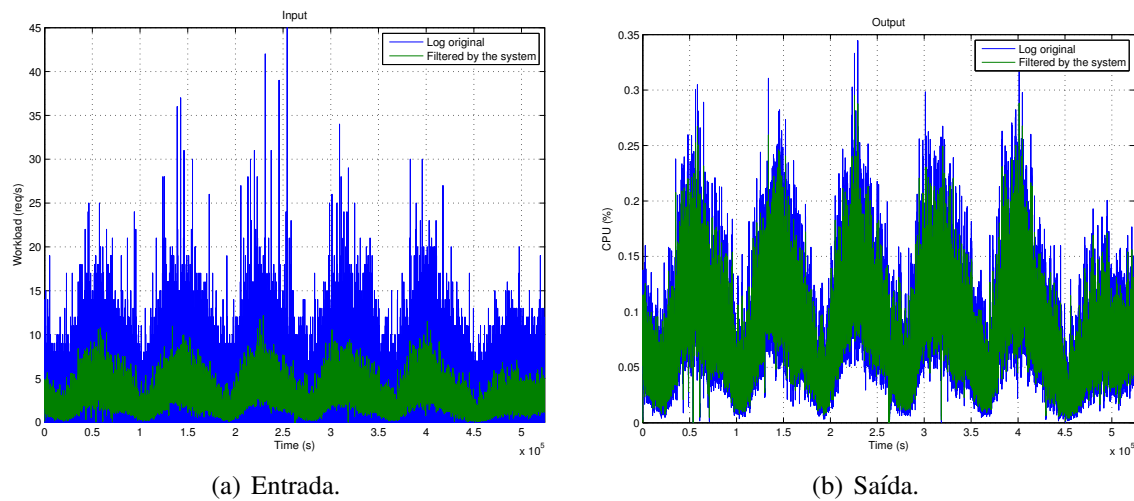 Input
45
40
35
30
25
20
15
10
5
0
Workload (req/s)
Log original
Filtered by the system
0 0.5 1 1.5 2 2.5 3 3.5 4 4.5 5
Time (s)
x 10^5
(a) Entrada.
Output
0.35
0.3
0.25
0.2
0.15
0.1
0.05
0
CPU (%)
Log original
Filtered by the system
0 0.5 1 1.5 2 2.5 3 3.5 4 4.5 5
Time (s)
x 10^5
(b) Saída.